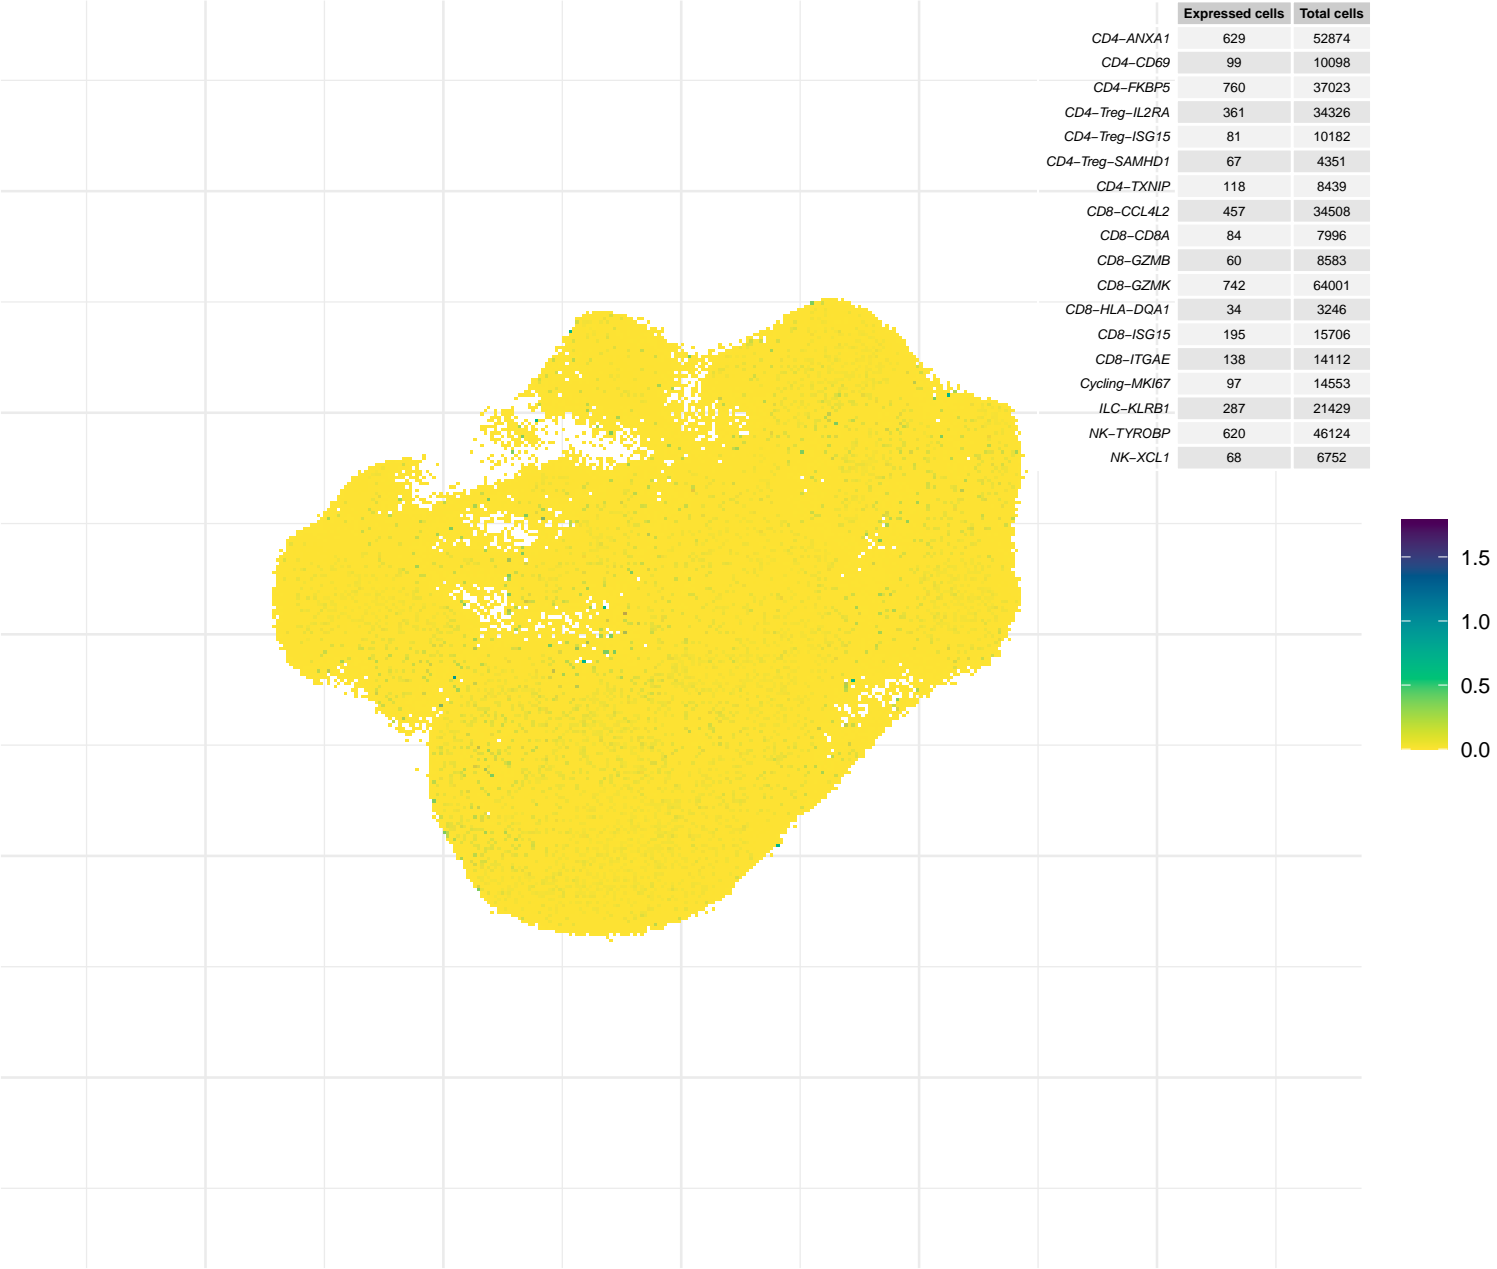 Expressed cells Total cells
CD4−ANXA1 629 52874
CD4−CD69 99 10098
CD4−FKBP5 760 37023
CD4−Treg−IL2RA 361 34326
CD4−Treg−ISG15 81 10182
CD4−Treg−SAMHD1 67 4351
CD4−TXNIP 118 8439
CD8−CCL4L2 457 34508
CD8−CD8A 84 7996
CD8−GZMB 60 8583
CD8−GZMK 742 64001
CD8−HLA−DQA1 34 3246
CD8−ISG15 195 15706
CD8−ITGAE 138 14112
Cycling−MKI67 97 14553
ILC−KLRB1 287 21429
NK−TYROBP 620 46124
NK−XCL1 68 6752
1.5
1.0
0.5
0.0